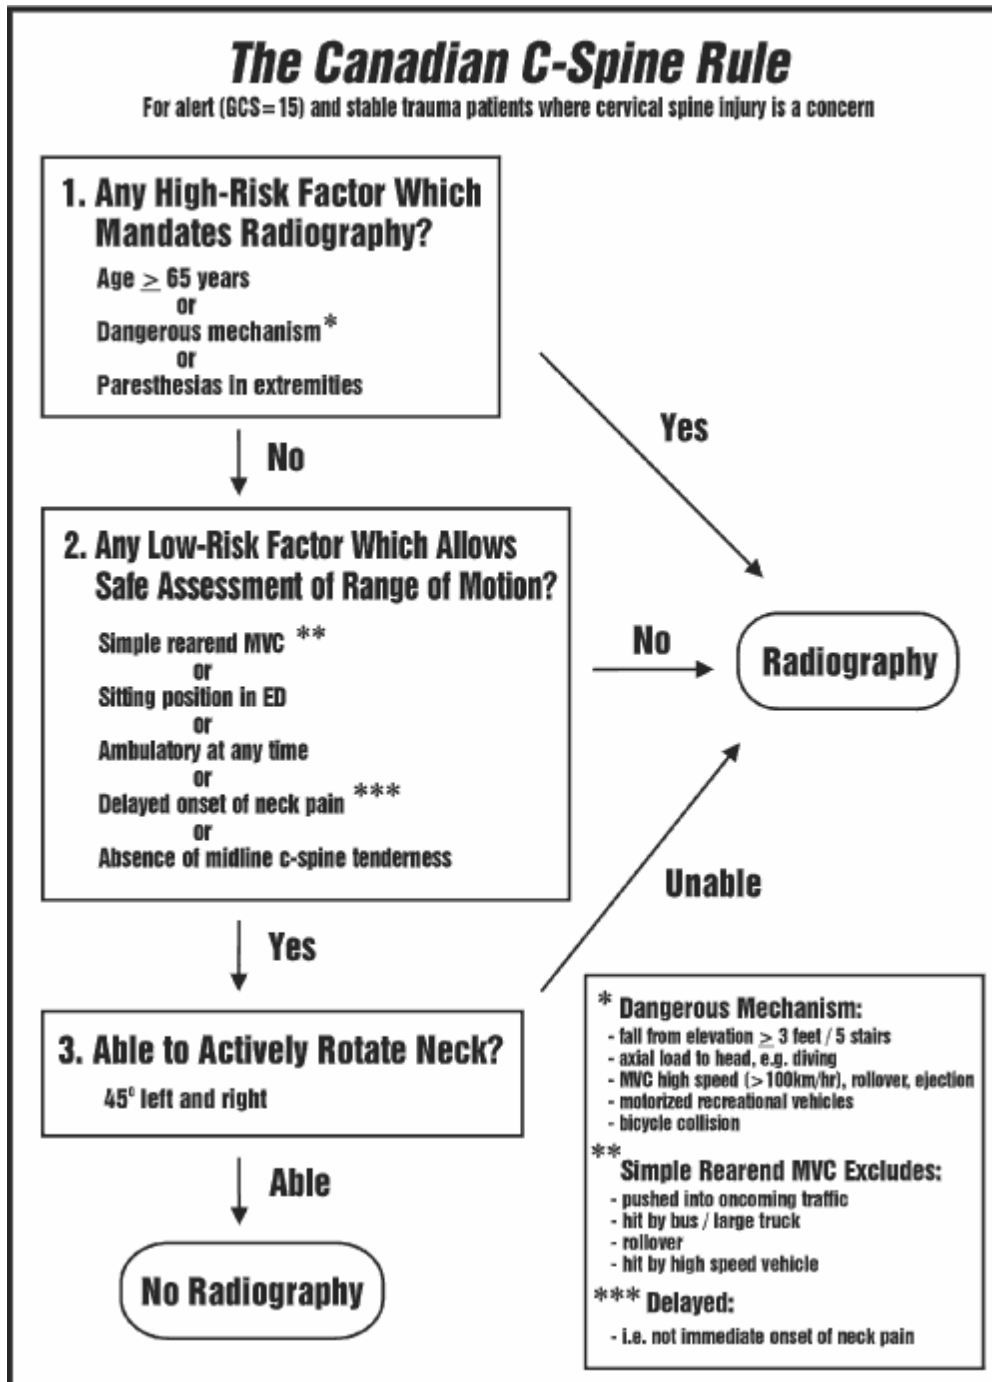 The Canadian C-Spine Rule
For alert (GCS=15) and stable trauma patients where cervical spine injury is a concern
1. Any High-Risk Factor Which
Mandates Radiography?
Age ≥ 65 years
or
Dangerous mechanism*
or
Paresthesias in extremities
Yes
No
2. Any Low-Risk Factor Which Allows
Safe Assessment of Range of Motion?
Simple rearend MVC **
or
Sitting position in ED
or
Ambulatory at any time
or
Delayed onset of neck pain ***
or
Absence of midline c-spine tenderness
No
Radiography
Unable
Yes
3. Able to Actively Rotate Neck?
45° left and right
Able
No Radiography
* Dangerous Mechanism:
- fall from elevation ≥ 3 feet / 5 stairs
- axial load to head, e.g. diving
- MVC high speed (>100km/hr), rollover, ejection
- motorized recreational vehicles
- bicycle collision
** Simple Rearend MVC Excludes:
- pushed into oncoming traffic
- hit by bus / large truck
- rollover
- hit by high speed vehicle
*** Delayed:
- i.e. not immediate onset of neck pain